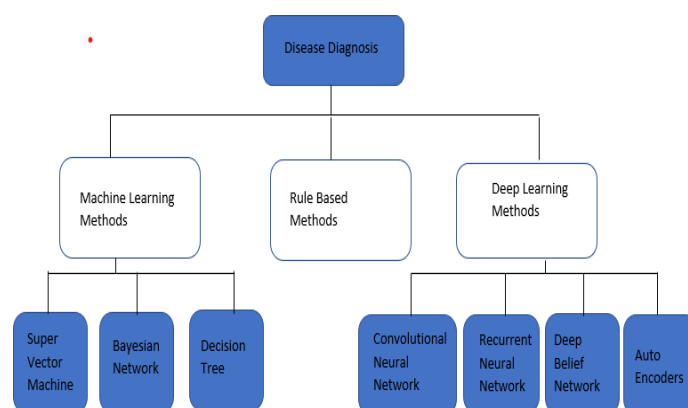 Disease Diagnosis
Machine Learning
Methods
Rule Based
Methods
Deep Learning
Methods
Super
Vector
Machine
Bayesian
Network
Decision
Tree
Convolutional
Neural
Network
Recurrent
Neural
Network
Deep
Belief
Network
Auto
Encoders